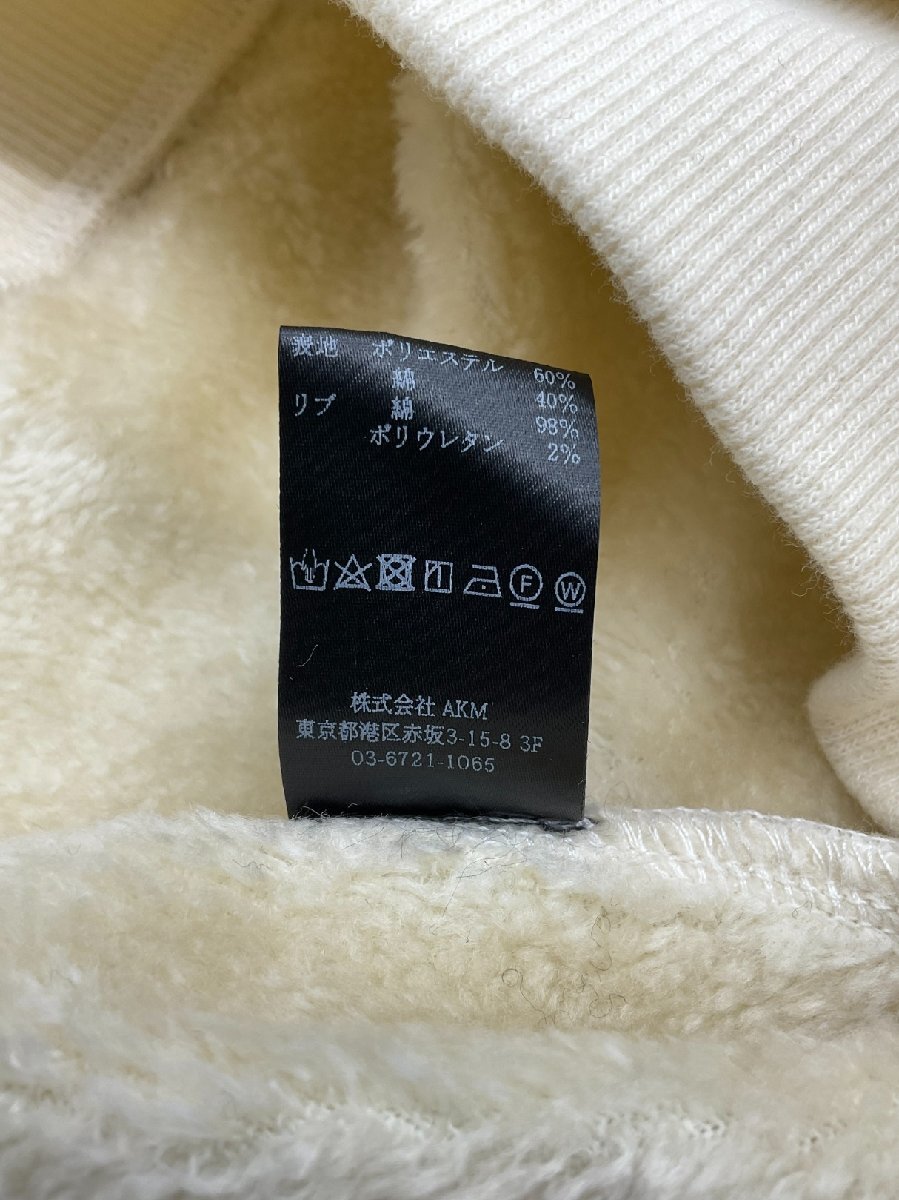 表地 ポリエステル 60%
綿 40%
リブ 綿 98%
ポリウレタン 2%
F W
株式会社 AKM
東京都港区赤坂3-15-8 3F
03-6721-1065